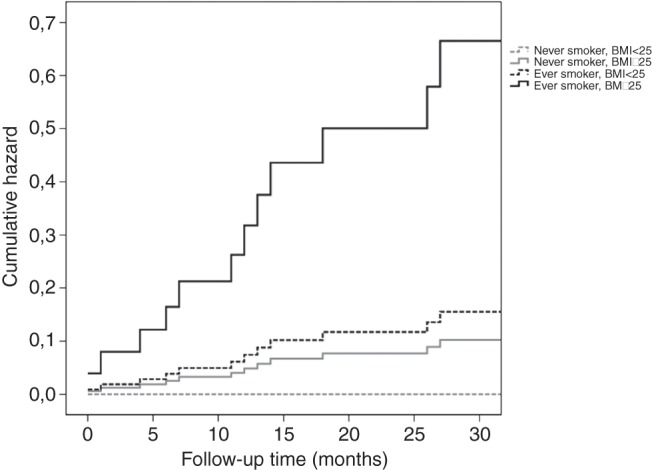 0,7
0,6
0,5
0,4
0,3
0,2
0,1
0,0
Cumulative hazard
0 5 10 15 20 25 30
Follow-up time (months)
Never smoker, BMI<25
Never smoker, BMI□25
Ever smoker, BMI<25
Ever smoker, BM□25